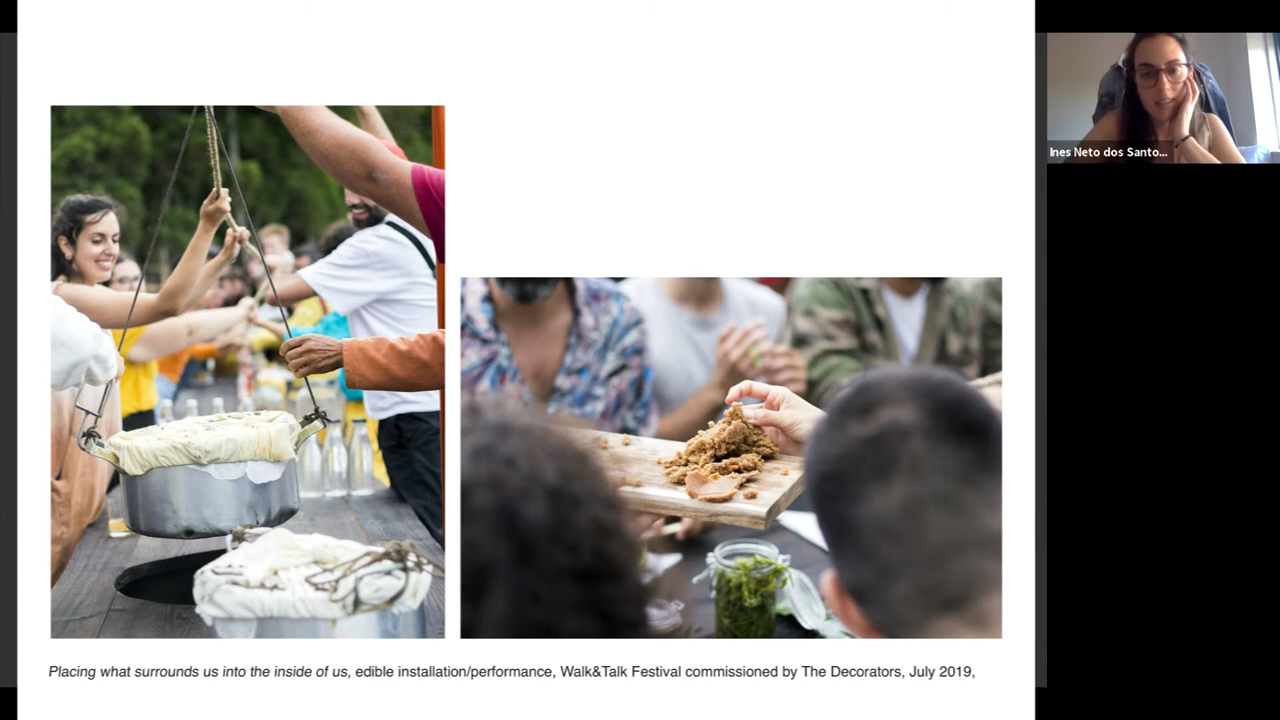 Ines Neto dos Santo...
Placing what surrounds us into the inside of us, edible installation/performance, Walk&Talk Festival commissioned by The Decorators, July 2019,